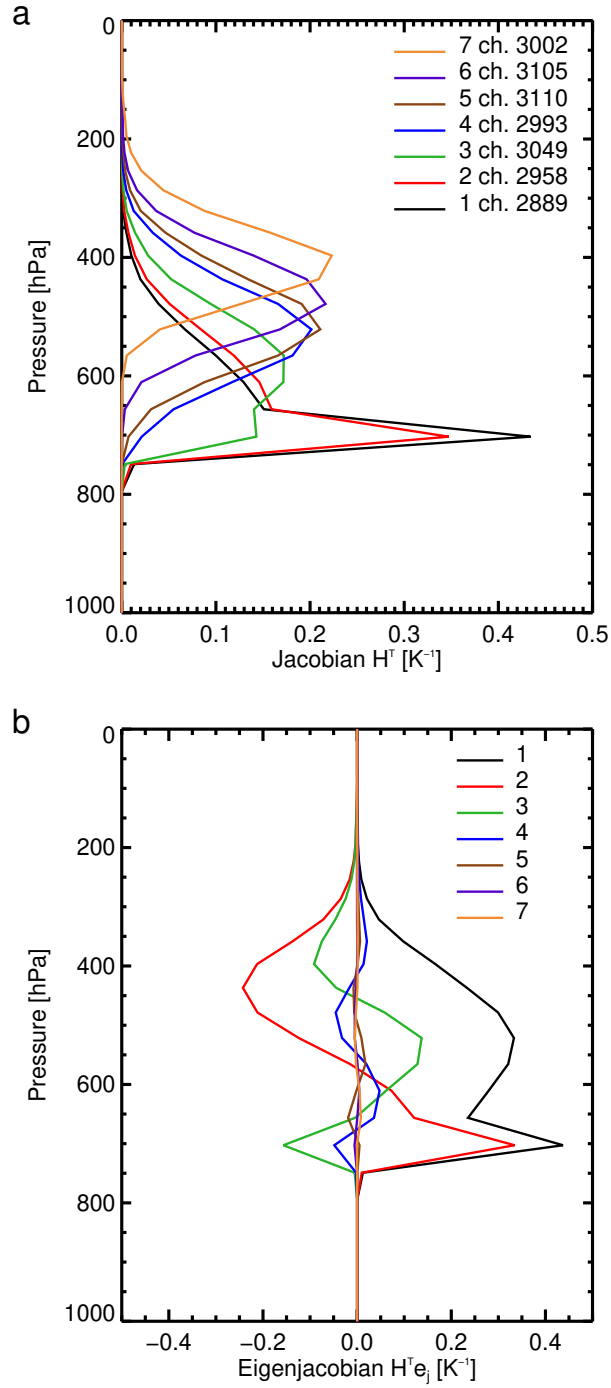 a
0
200
400
600
800
1000
Pressure [hPa]
7 ch. 3002
6 ch. 3105
5 ch. 3110
4 ch. 2993
3 ch. 3049
2 ch. 2958
1 ch. 2889
0.0 0.1 0.2 0.3 0.4 0.5
Jacobian Hᵀ [K⁻¹]
b
0
200
400
600
800
1000
Pressure [hPa]
1
2
3
4
5
6
7
−0.4 −0.2 0.0 0.2 0.4
Eigenjacobian Hᵀeⱼ [K⁻¹]